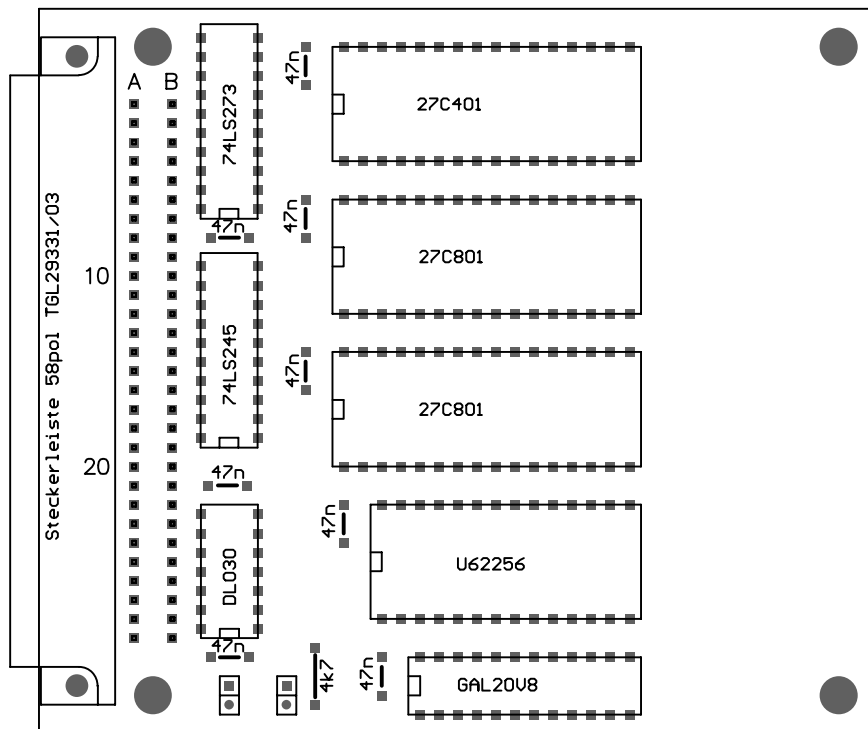 A B
47n
74LS273
27C401
Steckerleiste 58pol TGL29331/03
10
20
47n
47n
27C801
74LS245
47n
27C801
47n
47n
DL030
U62256
47n
4k7
47n
GAL20V8